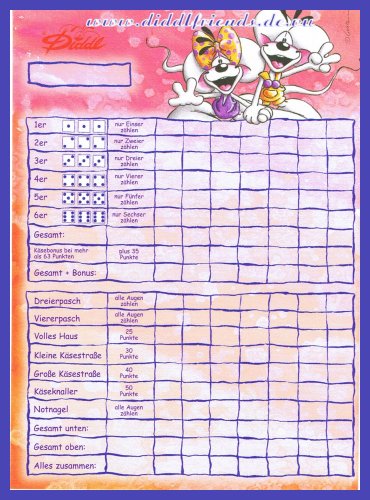 www.diddlfriends.de.vu
Diddl
1er nur Einser
zählen
2er nur Zweier
zählen
3er nur Dreier
zählen
4er nur Vierer
zählen
5er nur Fünfer
zählen
6er nur Sechser
zählen
Gesamt:
Käsebonus bei mehr plus 35
als 63 Punkten Punkte
Gesamt + Bonus:
Dreierpasch alle Augen
zählen
Viererpasch alle Augen
zählen
Volles Haus 25
Punkte
Kleine Käsestraße 30
Punkte
Große Käsestraße 40
Punkte
Käseknaller 50
Punkte
Notnagel alle Augen
zählen
Gesamt unten:
Gesamt oben:
Alles zusammen: